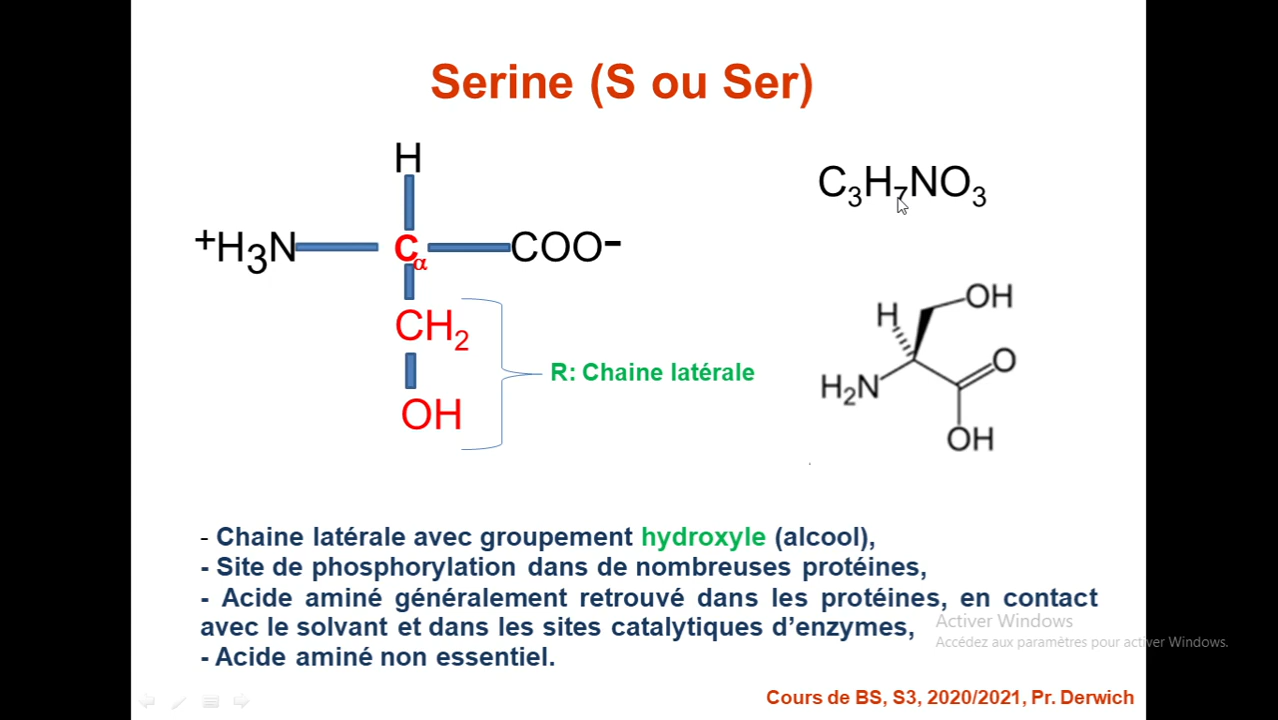 Serine (S ou Ser)
H
C3H7NO3
+H3N Cα COO-
CH2
R: Chaine latérale
OH
OH
H
O
H2N
OH
- Chaine latérale avec groupement hydroxyle (alcool),
- Site de phosphorylation dans de nombreuses protéines,
- Acide aminé généralement retrouvé dans les protéines, en contact
avec le solvant et dans les sites catalytiques d’enzymes,
- Acide aminé non essentiel.
Activer Windows
Accédez aux paramètres pour activer Windows.
Cours de BS, S3, 2020/2021, Pr. Derwich